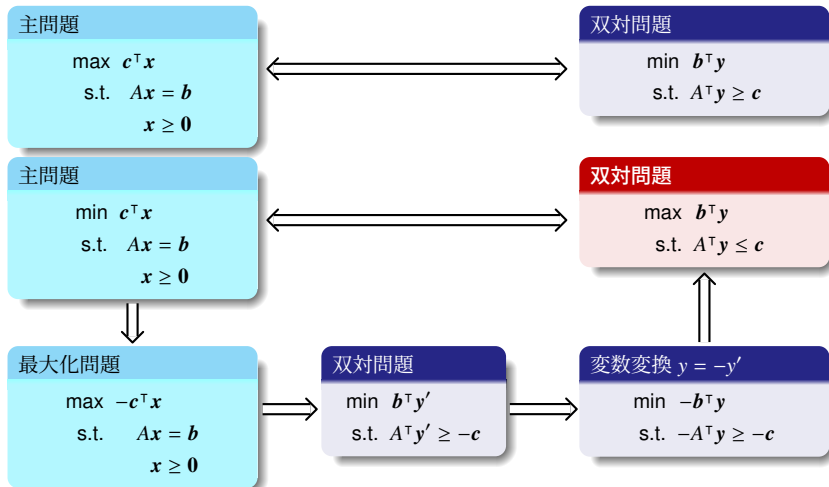 主問題
max c⊤x
s.t. Ax = b
x ≥ 0
双対問題
min b⊤y
s.t. A⊤y ≥ c
主問題
min c⊤x
s.t. Ax = b
x ≥ 0
双対問題
max b⊤y
s.t. A⊤y ≤ c
最大化問題
max −c⊤x
s.t. Ax = b
x ≥ 0
双対問題
min b⊤y′
s.t. A⊤y′ ≥ −c
変数変換 y = −y′
min −b⊤y
s.t. −A⊤y ≥ −c